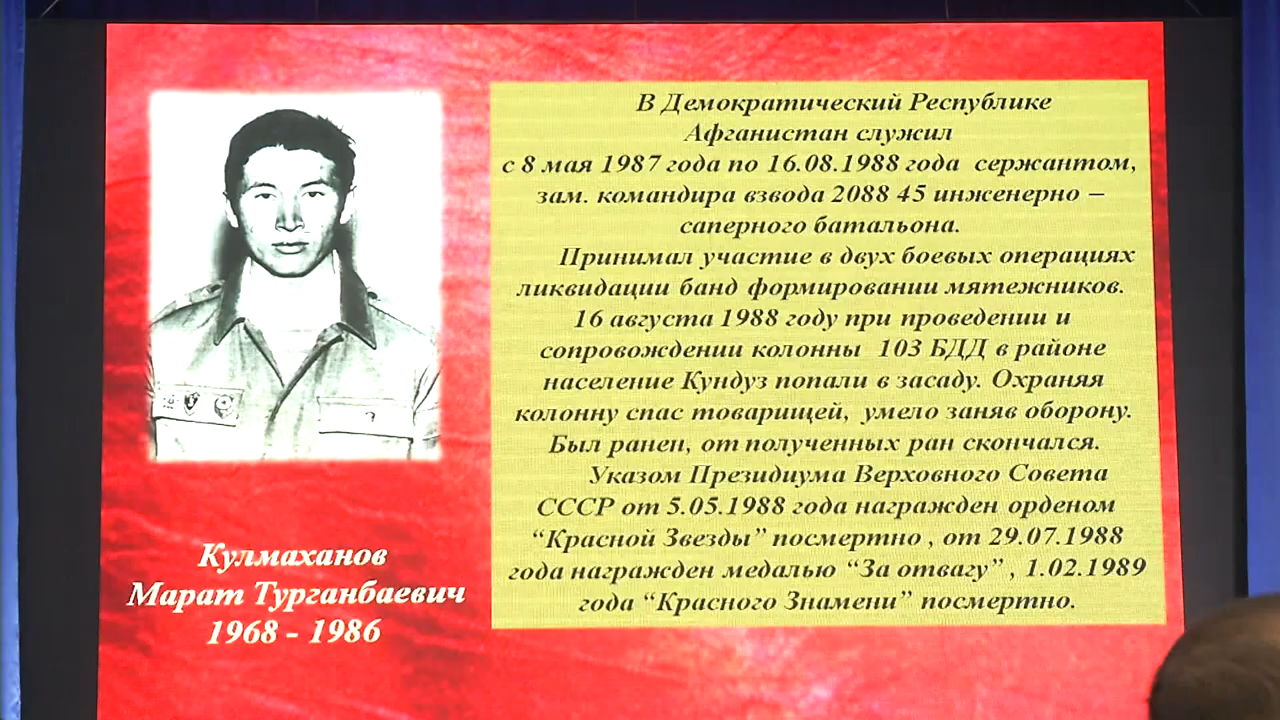 В Демократический Республике
Афганистан служил
с 8 мая 1987 года по 16.08.1988 года сержантом,
зам. командира взвода 2088 45 инженерно –
саперного батальона.
Принимал участие в двух боевых операциях
ликвидации банд формировании мятежников.
16 августа 1988 году при проведении и
сопровождении колонны 103 БДД в районе
население Кундуз попали в засаду. Охраняя
колонну спас товарищей, умело заняв оборону.
Был ранен, от полученных ран скончался.
Указом Президиума Верховного Совета
СССР от 5.05.1988 года награжден орденом
“Красной Звезды” посмертно , от 29.07.1988
года награжден медалью “За отвагу” , 1.02.1989
года “Красного Знамени” посмертно.
Кулмаханов
Марат Турганбаевич
1968 - 1986